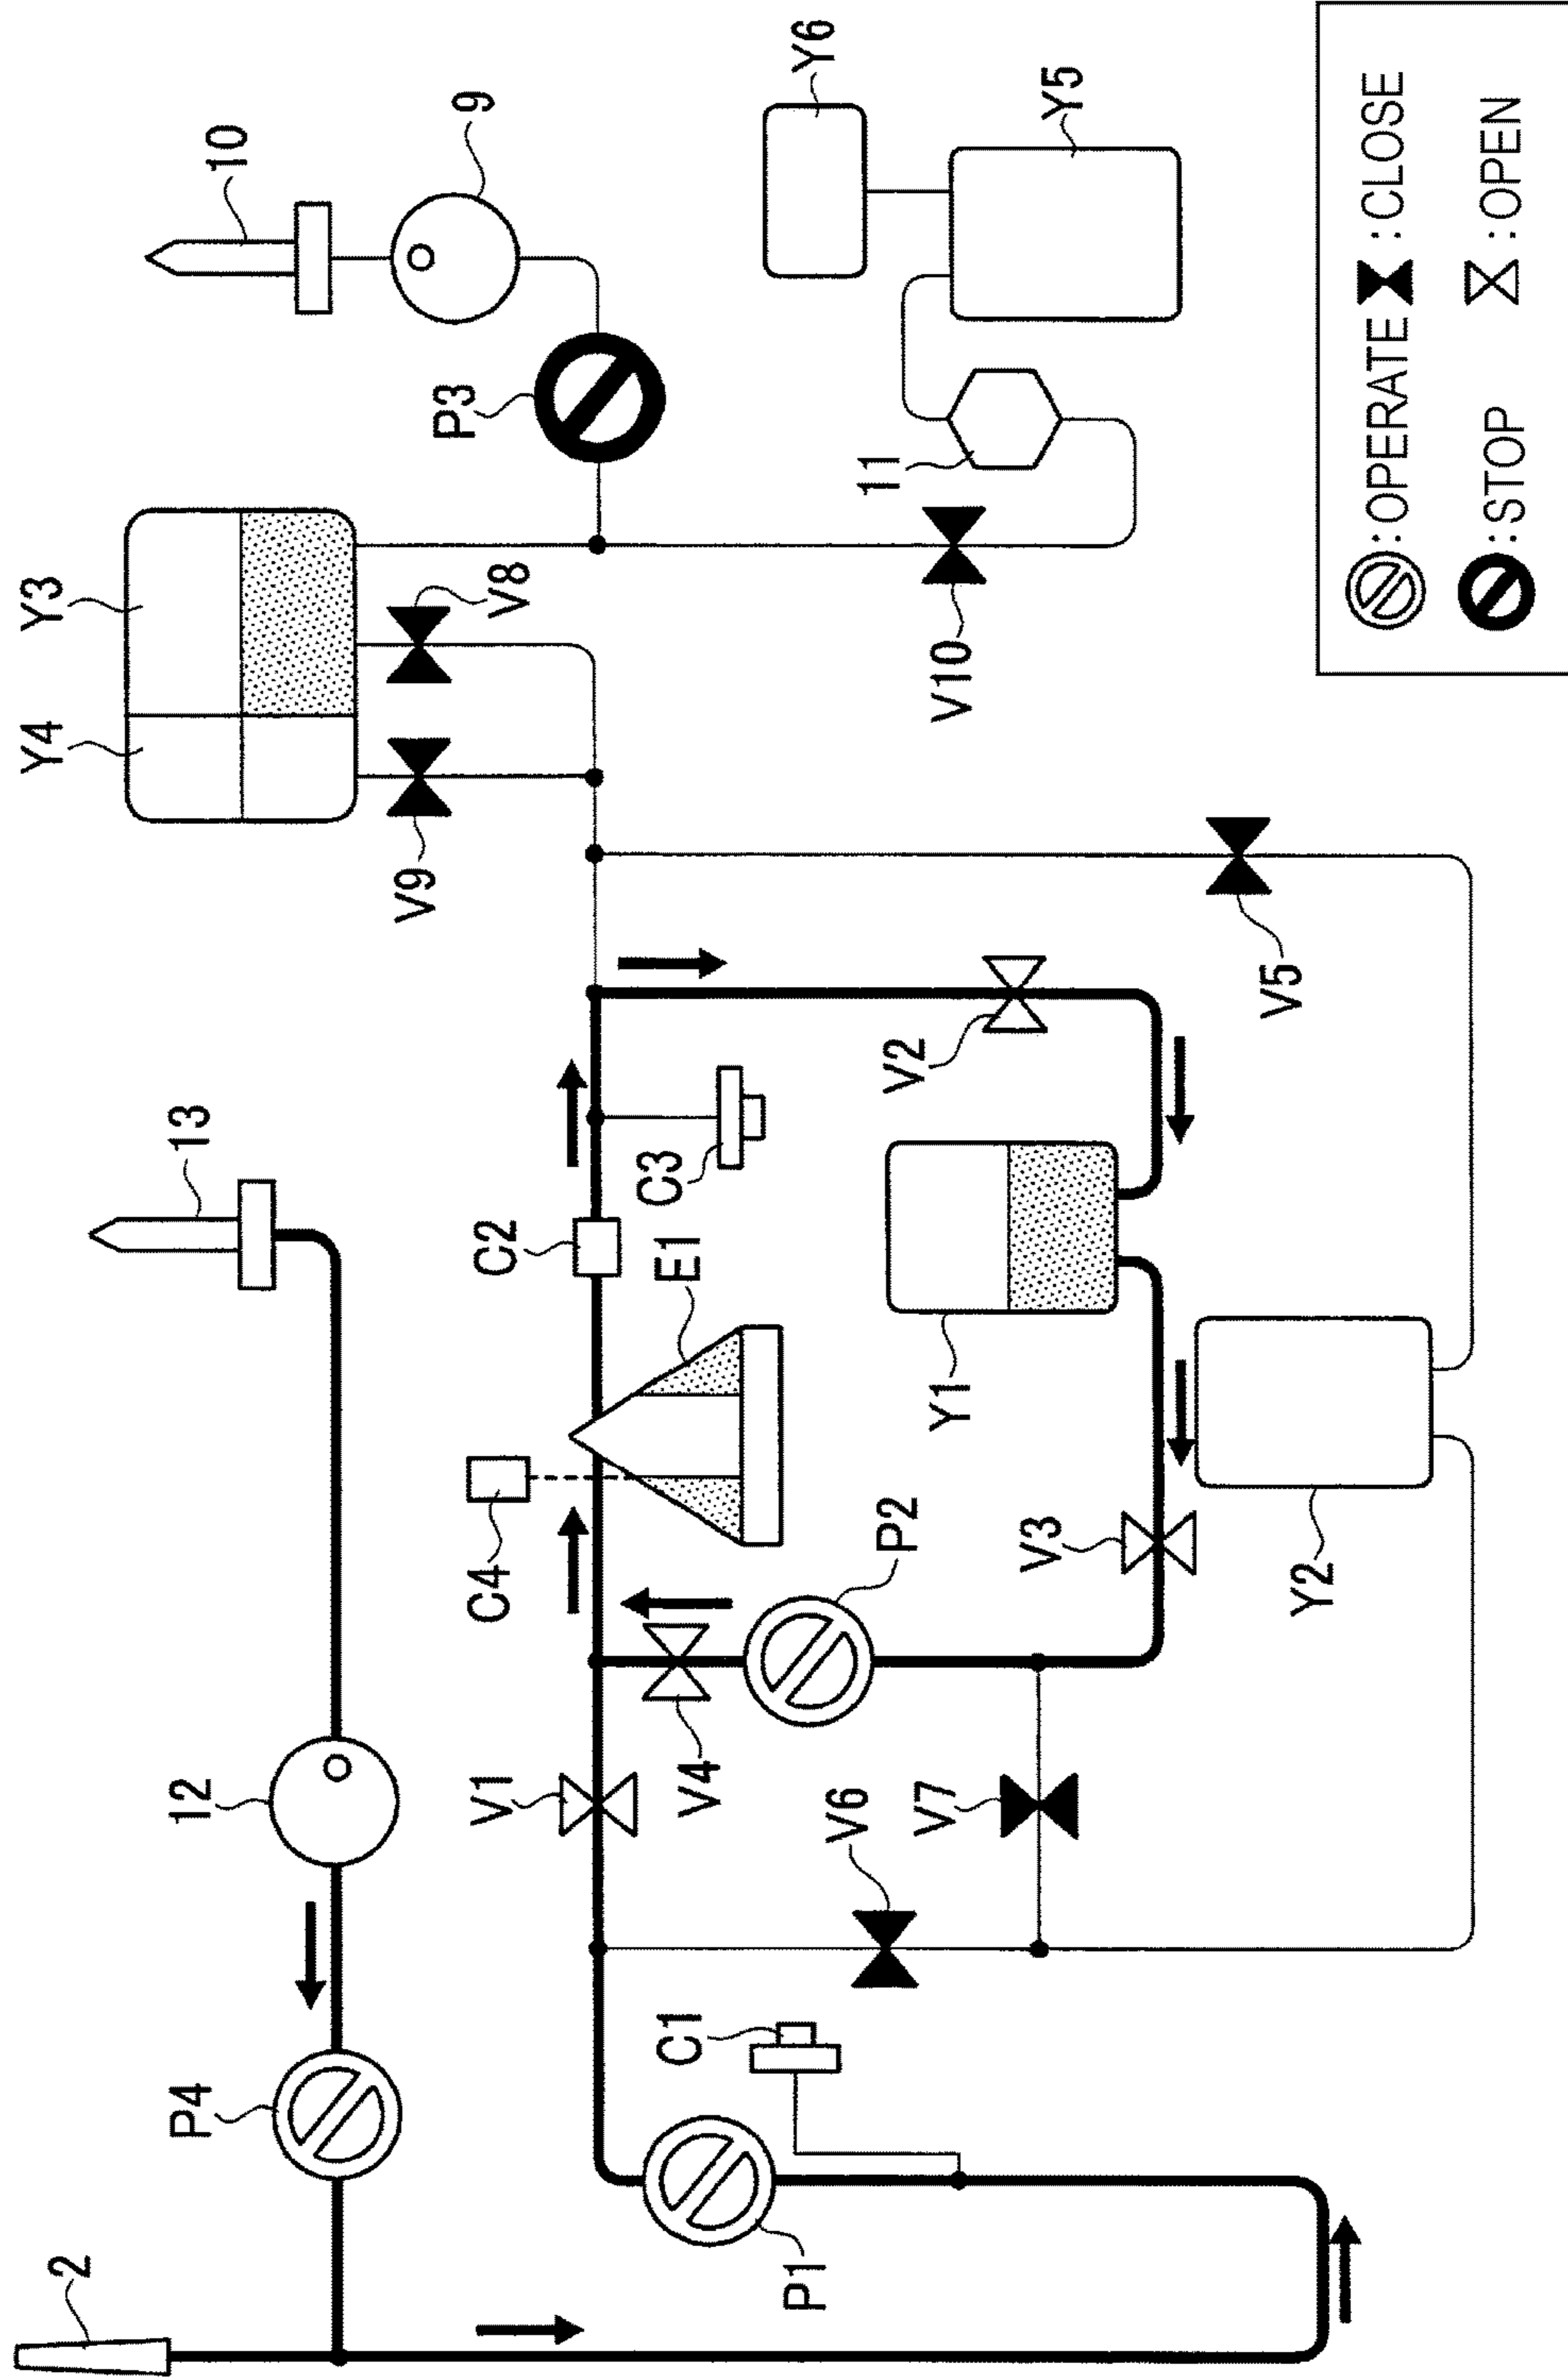 2
Y4
Y3
P4
12
13
10
V9
P3
9
V1
C4
C2
V8
C1
V4
E1
C3
P1
V6
P2
V2
11
Y6
V7
Y1
V10
V3
Y5
Y2
V5
:OPERATE :CLOSE
:STOP :OPEN